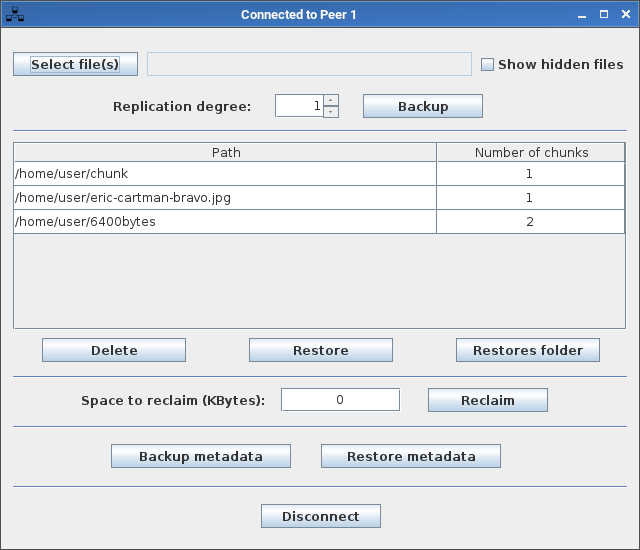 Connected to Peer 1
Select file(s) Show hidden files
Replication degree: 1 Backup
Path Number of chunks
/home/user/chunk 1
/home/user/eric-cartman-bravo.jpg 1
/home/user/6400bytes 2
Delete Restore Restores folder
Space to reclaim (KBytes): 0 Reclaim
Backup metadata Restore metadata
Disconnect